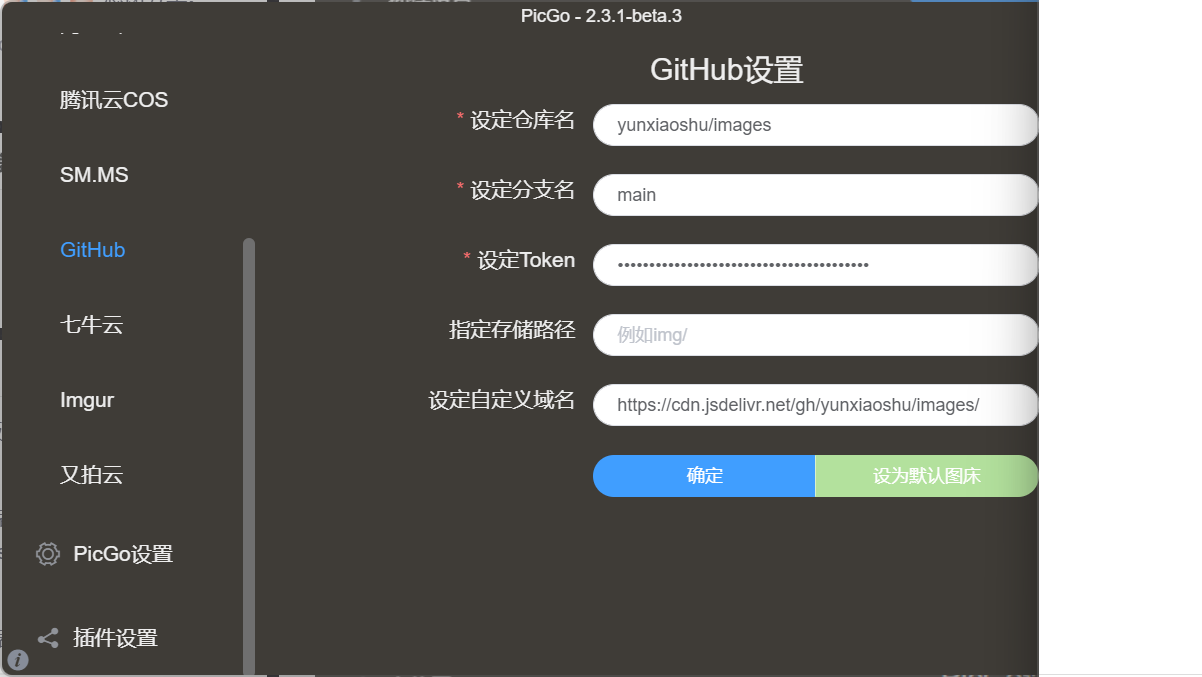 PicGo - 2.3.1-beta.3
腾讯云COS
SM.MS
GitHub
七牛云
Imgur
又拍云
PicGo设置
插件设置
GitHub设置
* 设定仓库名
yunxiaoshu/images
* 设定分支名
main
* 设定Token
••••••••••••••••••••••••••••••••••••••••
指定存储路径
例如img/
设定自定义域名
https://cdn.jsdelivr.net/gh/yunxiaoshu/images/
确定
设为默认图床